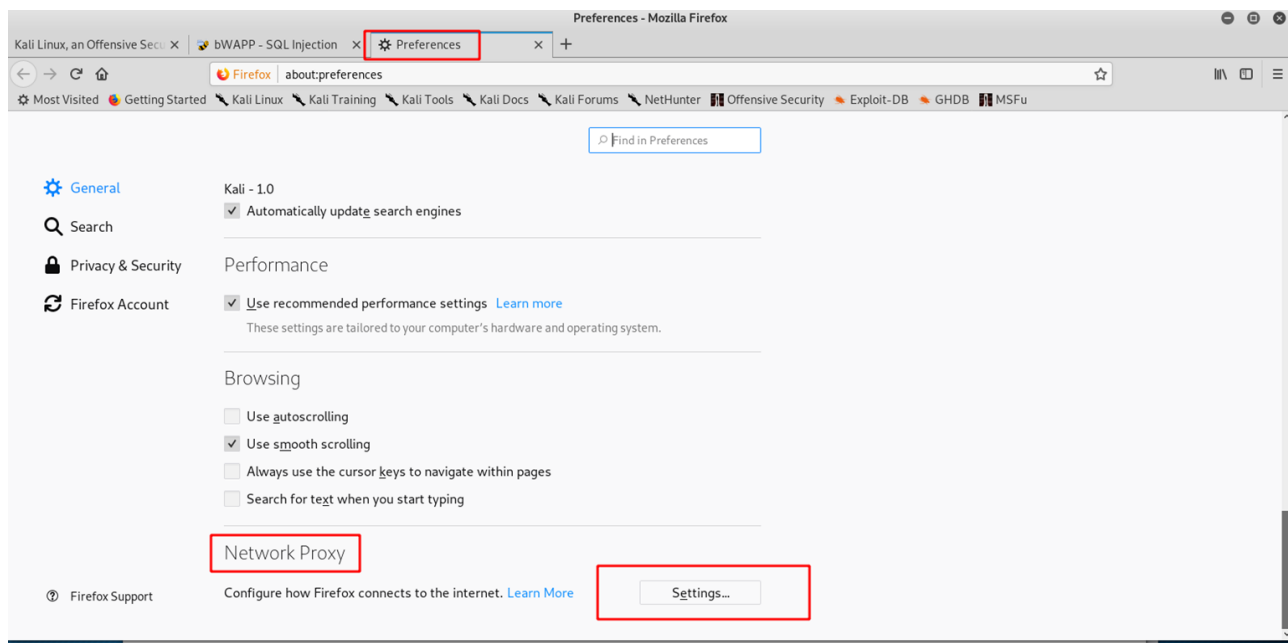 Preferences - Mozilla Firefox
Kali Linux, an Offensive Secu
bWAPP - SQL Injection
Preferences
Firefox
about:preferences
Most Visited
Getting Started
Kali Linux
Kali Training
Kali Tools
Kali Docs
Kali Forums
NetHunter
Offensive Security
Exploit-DB
GHDB
MSFu
Find in Preferences
General
Search
Privacy & Security
Firefox Account
Kali - 1.0
Automatically update search engines
Performance
Use recommended performance settings Learn more
These settings are tailored to your computer's hardware and operating system.
Browsing
Use autoscrolling
Use smooth scrolling
Always use the cursor keys to navigate within pages
Search for text when you start typing
Network Proxy
Configure how Firefox connects to the internet. Learn More
Settings...
Firefox Support